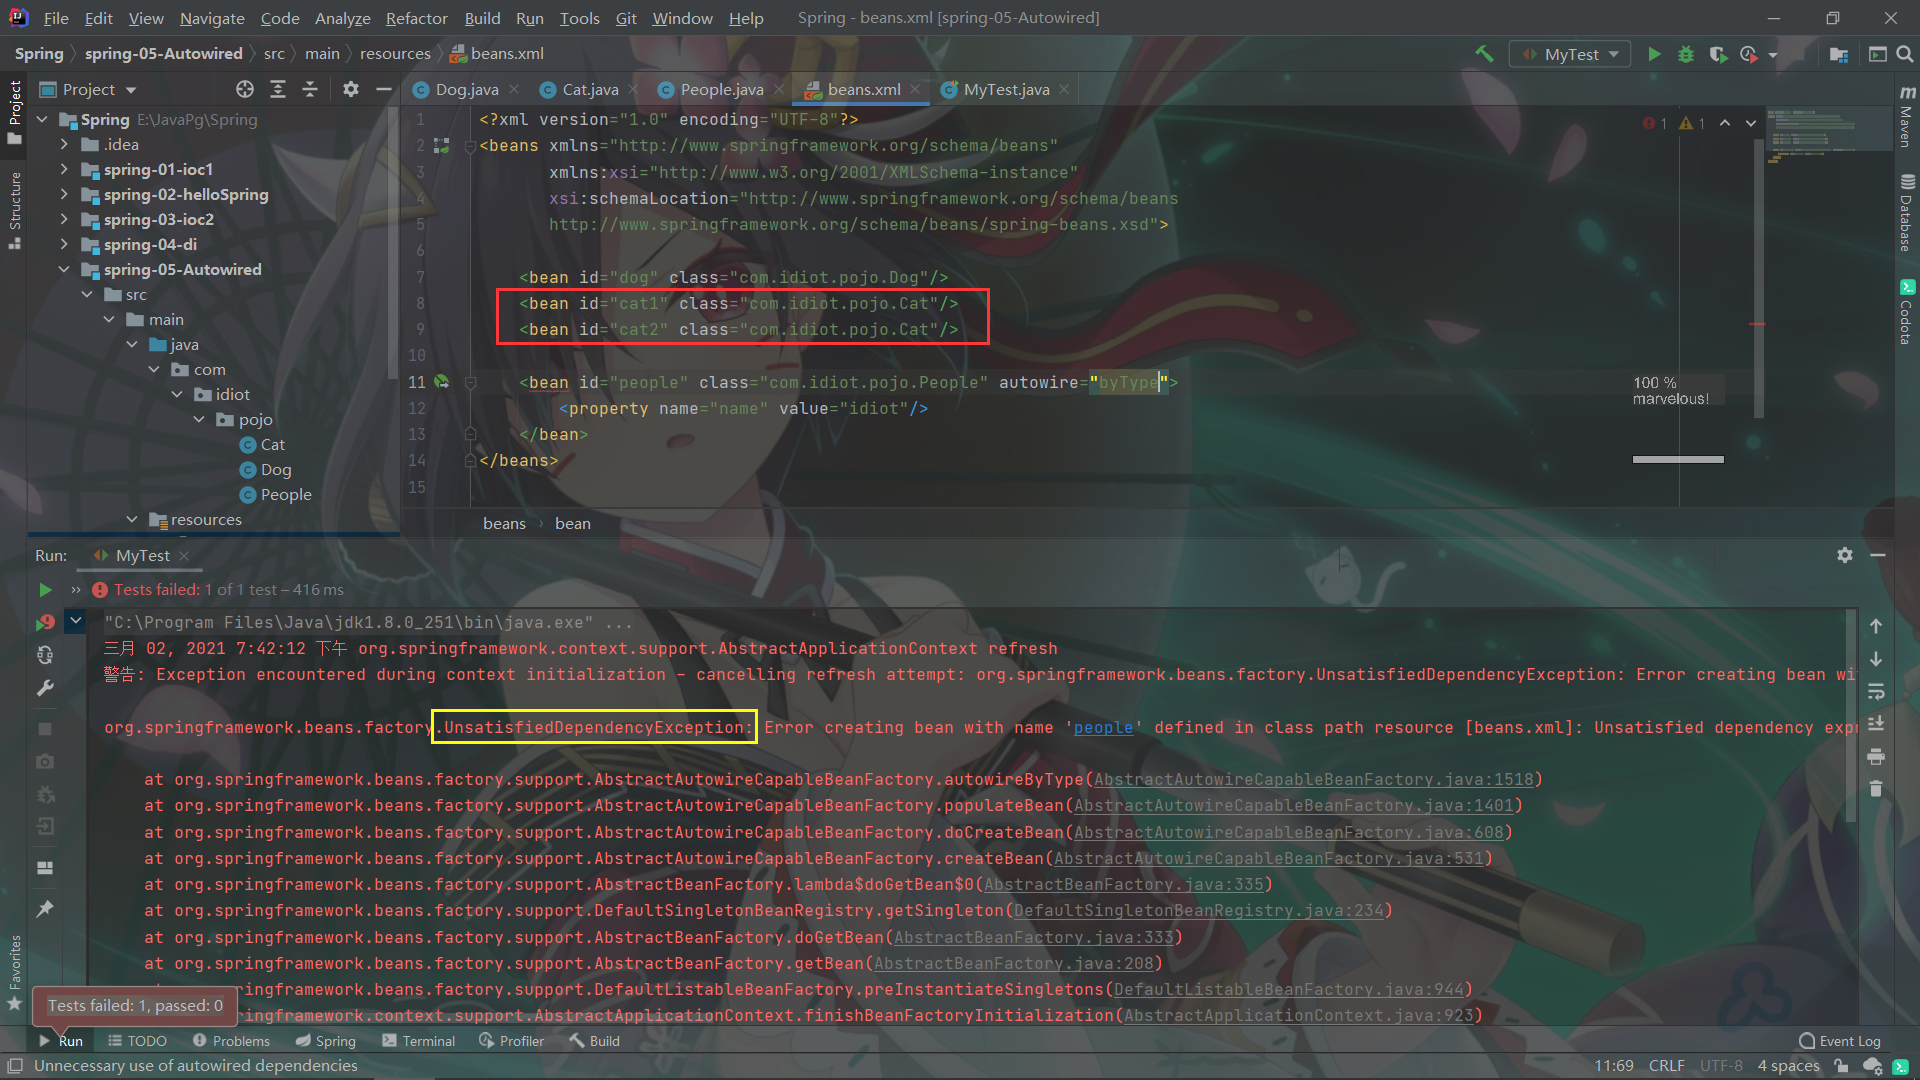 File Edit View Navigate Code Analyze Refactor Build Run Tools Git Window Help Spring - beans.xml [spring-05-Autowired]
Spring spring-05-Autowired src main resources beans.xml MyTest
Project Dog.java Cat.java People.java beans.xml MyTest.java
Project
Structure
Favorites
Maven
Database
Codota
Spring E:\JavaPg\Spring
.idea
spring-01-ioc1
spring-02-helloSpring
spring-03-ioc2
spring-04-di
spring-05-Autowired
src
main
java
com
idiot
pojo
Cat
Dog
People
resources
1 <?xml version="1.0" encoding="UTF-8"?>
2 <beans xmlns="http://www.springframework.org/schema/beans"
3 xmlns:xsi="http://www.w3.org/2001/XMLSchema-instance"
4 xsi:schemaLocation="http://www.springframework.org/schema/beans
5 http://www.springframework.org/schema/beans/spring-beans.xsd">
6
7 <bean id="dog" class="com.idiot.pojo.Dog"/>
8 <bean id="cat1" class="com.idiot.pojo.Cat"/>
9 <bean id="cat2" class="com.idiot.pojo.Cat"/>
10
11 <bean id="people" class="com.idiot.pojo.People" autowire="byType">
12 <property name="name" value="idiot"/>
13 </bean>
14 </beans>
15
1 1
100 %
marvelous!
beans › bean
Run: MyTest
Tests failed: 1 of 1 test – 416 ms
"C:\Program Files\Java\jdk1.8.0_251\bin\java.exe" ...
三月 02, 2021 7:42:12 下午 org.springframework.context.support.AbstractApplicationContext refresh
警告: Exception encountered during context initialization - cancelling refresh attempt: org.springframework.beans.factory.UnsatisfiedDependencyException: Error creating bean wi
org.springframework.beans.factory.UnsatisfiedDependencyException: Error creating bean with name 'people' defined in class path resource [beans.xml]: Unsatisfied dependency expr
at org.springframework.beans.factory.support.AbstractAutowireCapableBeanFactory.autowireByType(AbstractAutowireCapableBeanFactory.java:1518)
at org.springframework.beans.factory.support.AbstractAutowireCapableBeanFactory.populateBean(AbstractAutowireCapableBeanFactory.java:1401)
at org.springframework.beans.factory.support.AbstractAutowireCapableBeanFactory.doCreateBean(AbstractAutowireCapableBeanFactory.java:608)
at org.springframework.beans.factory.support.AbstractAutowireCapableBeanFactory.createBean(AbstractAutowireCapableBeanFactory.java:531)
at org.springframework.beans.factory.support.AbstractBeanFactory.lambda$doGetBean$0(AbstractBeanFactory.java:335)
at org.springframework.beans.factory.support.DefaultSingletonBeanRegistry.getSingleton(DefaultSingletonBeanRegistry.java:234)
at org.springframework.beans.factory.support.AbstractBeanFactory.doGetBean(AbstractBeanFactory.java:333)
at org.springframework.beans.factory.support.AbstractBeanFactory.getBean(AbstractBeanFactory.java:208)
ingframework.beans.factory.support.DefaultListableBeanFactory.preInstantiateSingletons(DefaultListableBeanFactory.java:944)
ingframework.context.support.AbstractApplicationContext.finishBeanFactoryInitialization(AbstractApplicationContext.java:923)
Tests failed: 1, passed: 0
Run TODO Problems Spring Terminal Profiler Build Event Log
Unnecessary use of autowired dependencies 11:69 CRLF UTF-8 4 spaces